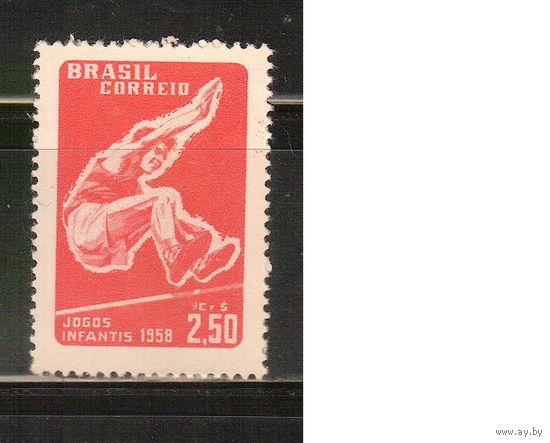 BRASIL
CORREIO
JOGOS
INFANTIS 1958
Cr $
2,50
© www.ay.by